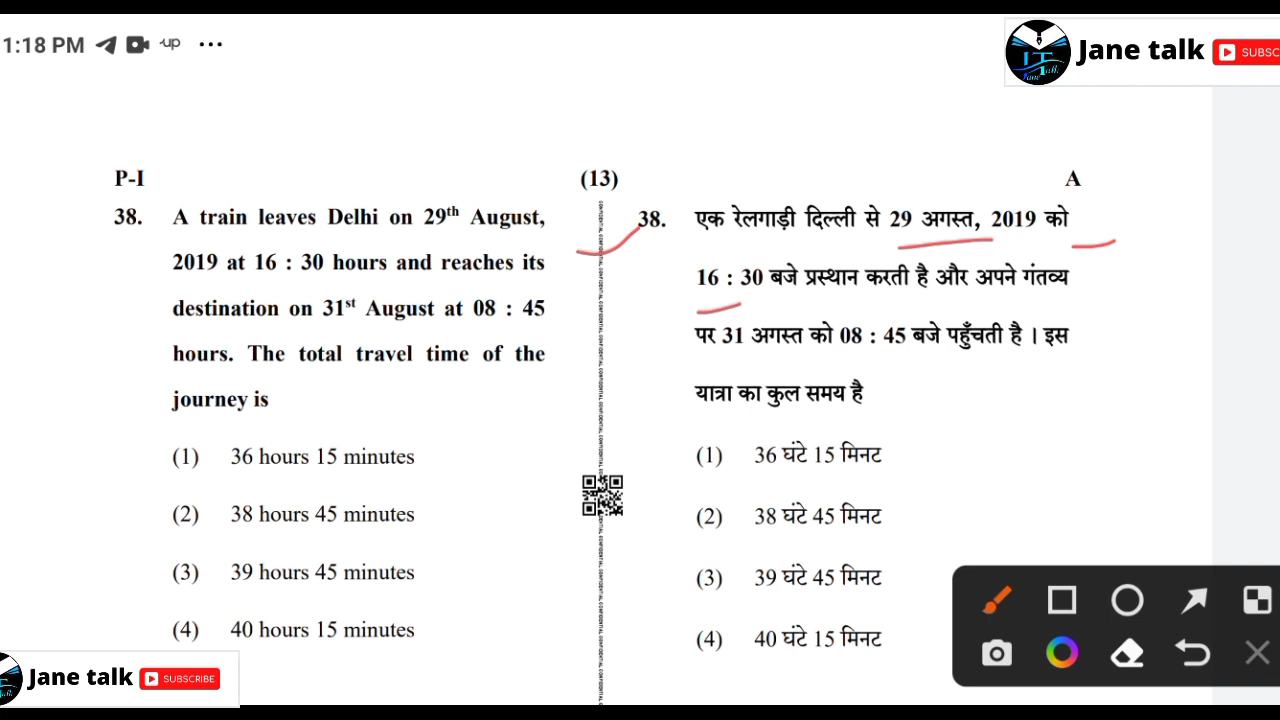 1:18 PM
up
Jane talk
SUBSC
P-I
(13)
A
38. A train leaves Delhi on 29th August,
2019 at 16 : 30 hours and reaches its
destination on 31st August at 08 : 45
hours. The total travel time of the
journey is
(1) 36 hours 15 minutes
(2) 38 hours 45 minutes
(3) 39 hours 45 minutes
(4) 40 hours 15 minutes
38. एक रेलगाड़ी दिल्ली से 29 अगस्त, 2019 को
16 : 30 बजे प्रस्थान करती है और अपने गंतव्य
पर 31 अगस्त को 08 : 45 बजे पहुँचती है । इस
यात्रा का कुल समय है
(1) 36 घंटे 15 मिनट
(2) 38 घंटे 45 मिनट
(3) 39 घंटे 45 मिनट
(4) 40 घंटे 15 मिनट
Jane talk
SUBSCRIBE